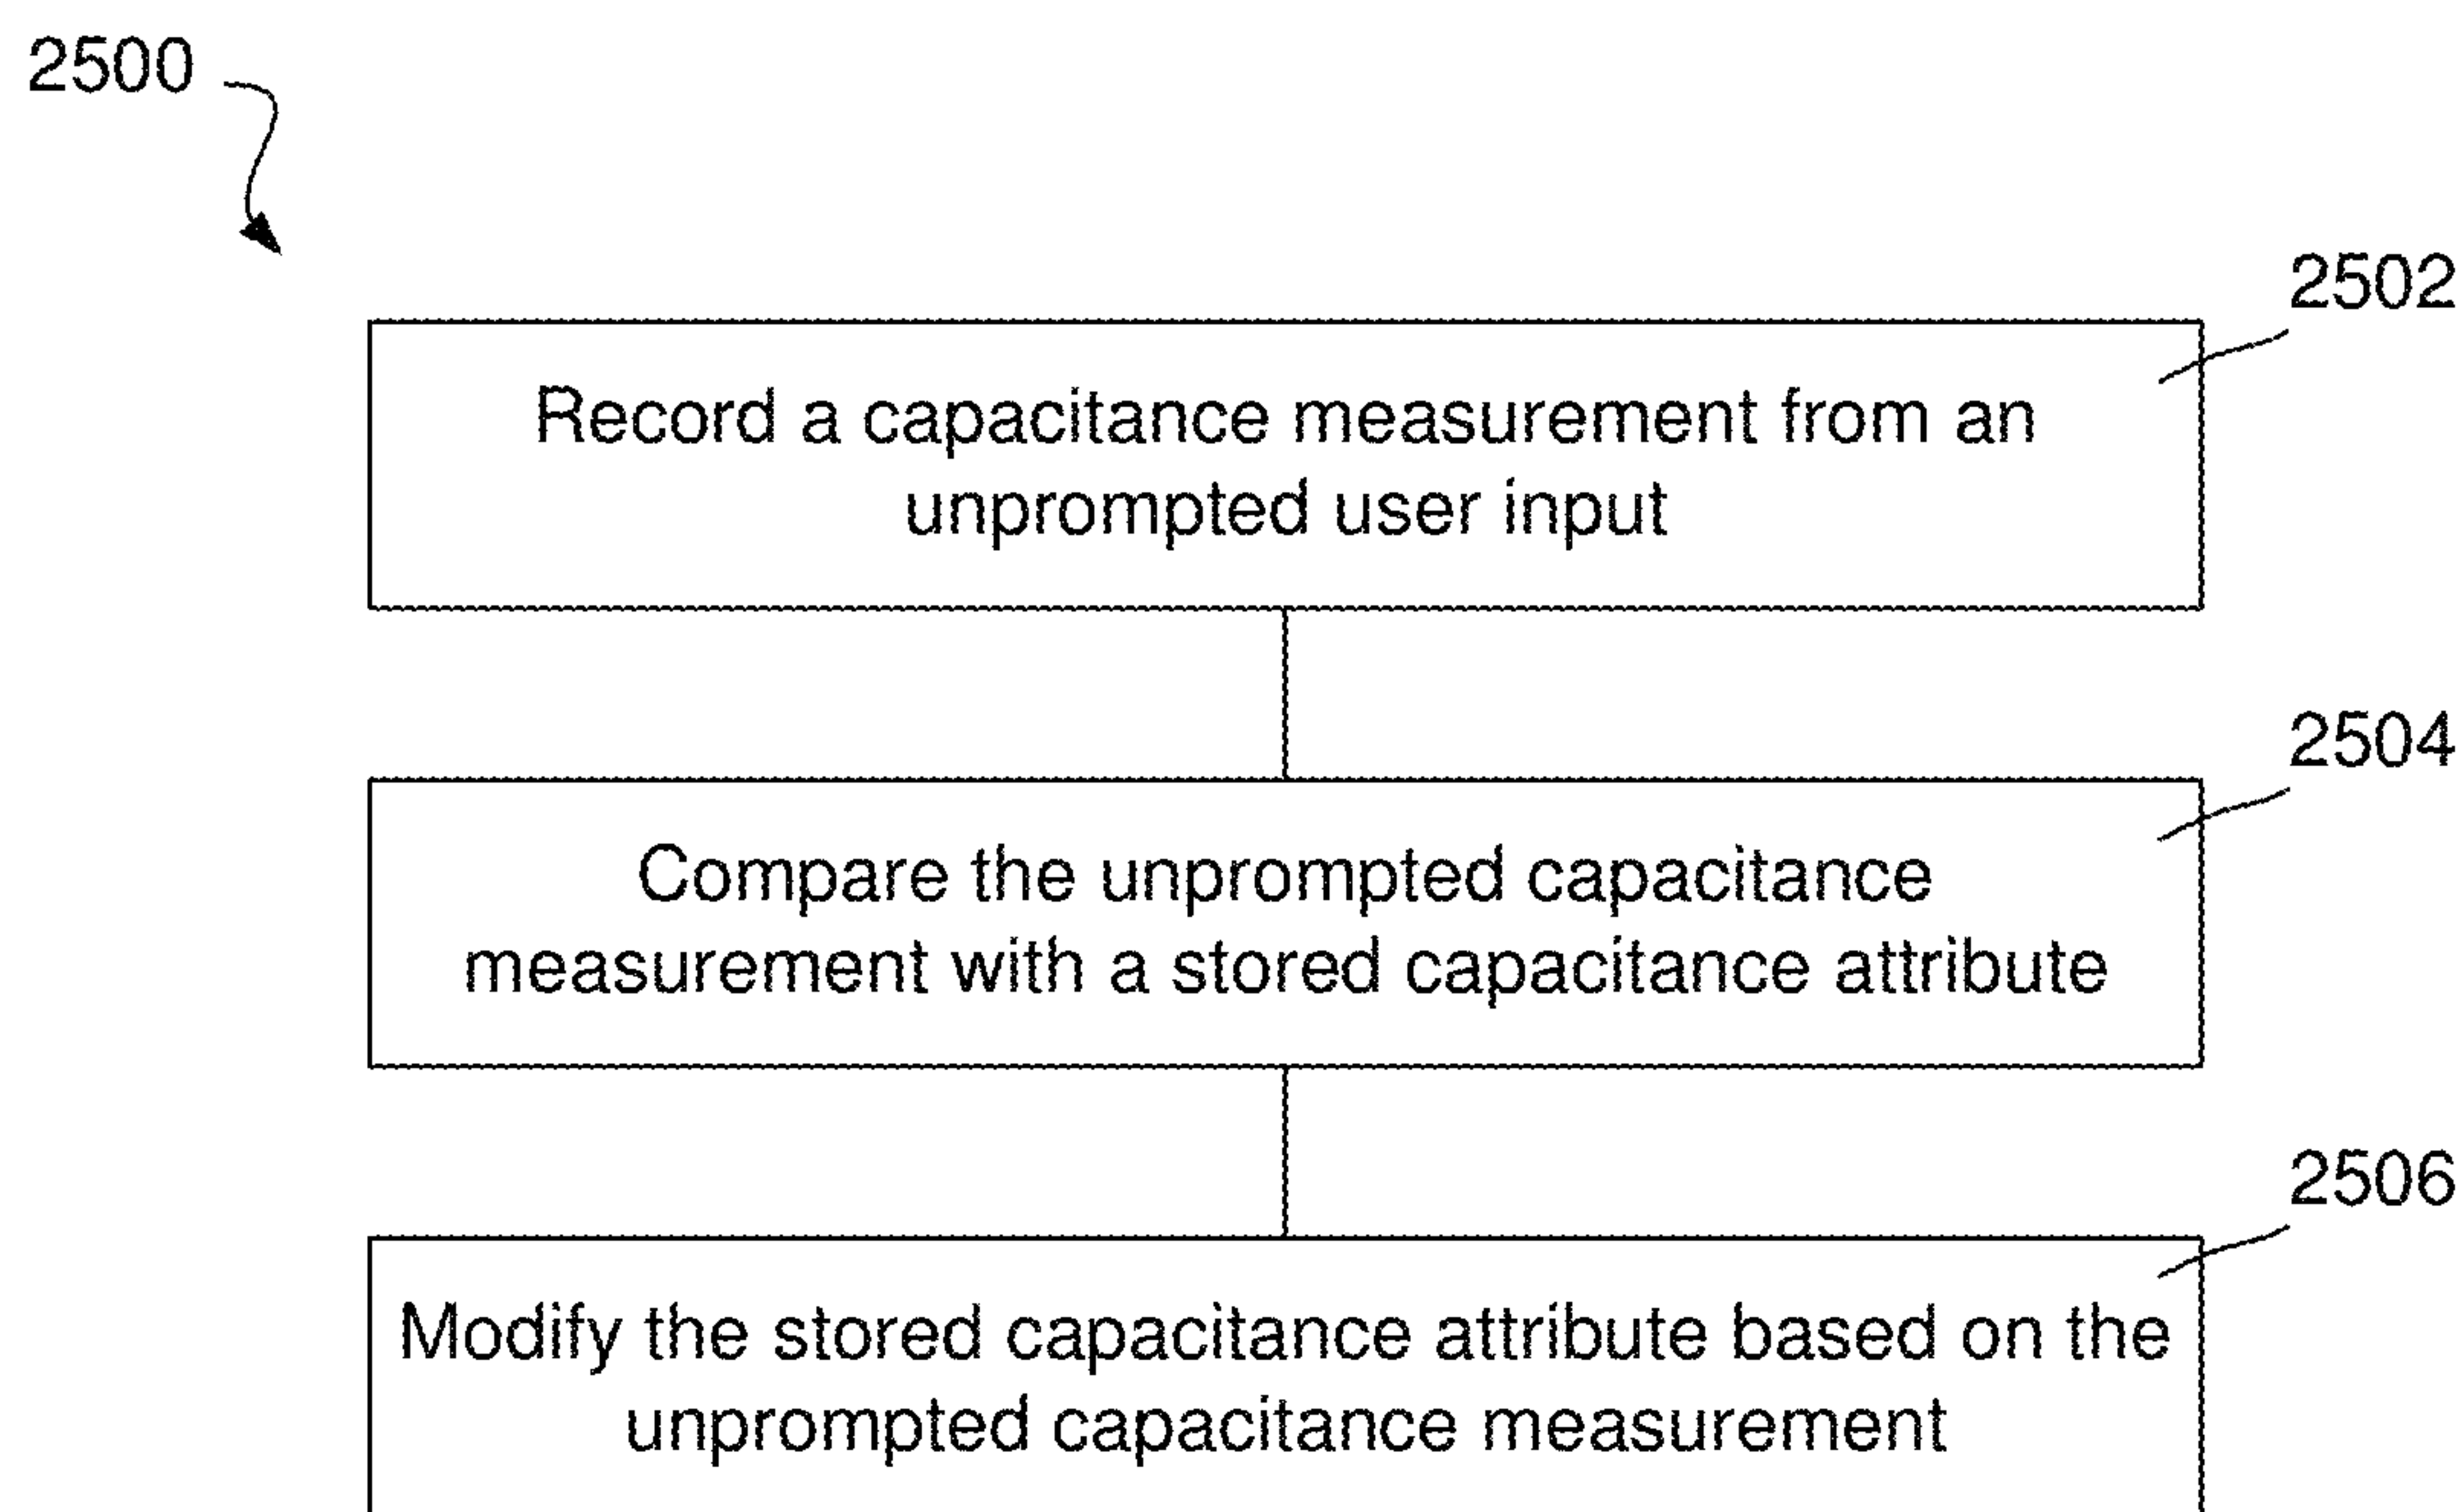 2500
2502
Record a capacitance measurement from an
unprompted user input
2504
Compare the unprompted capacitance
measurement with a stored capacitance attribute
2506
Modify the stored capacitance attribute based on the
unprompted capacitance measurement